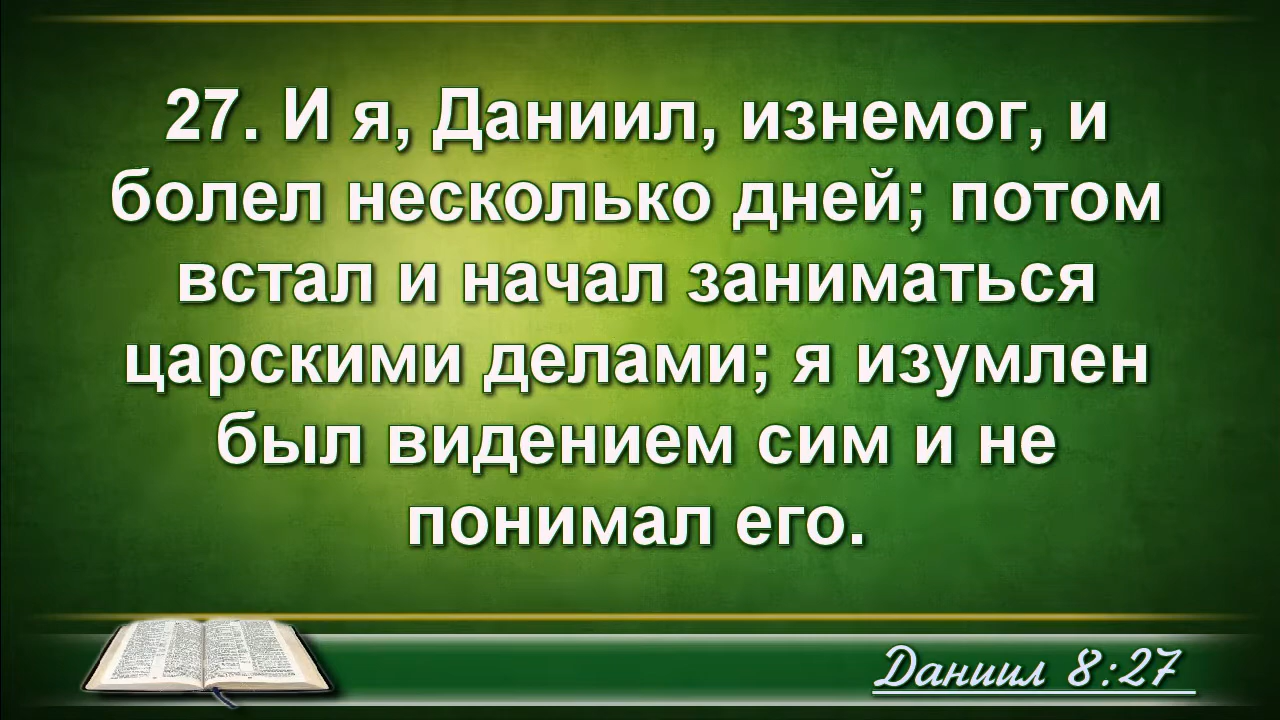 27. И я, Даниил, изнемог, и
болел несколько дней; потом
встал и начал заниматься
царскими делами; я изумлен
был видением сим и не
понимал его.
Даниил 8:27